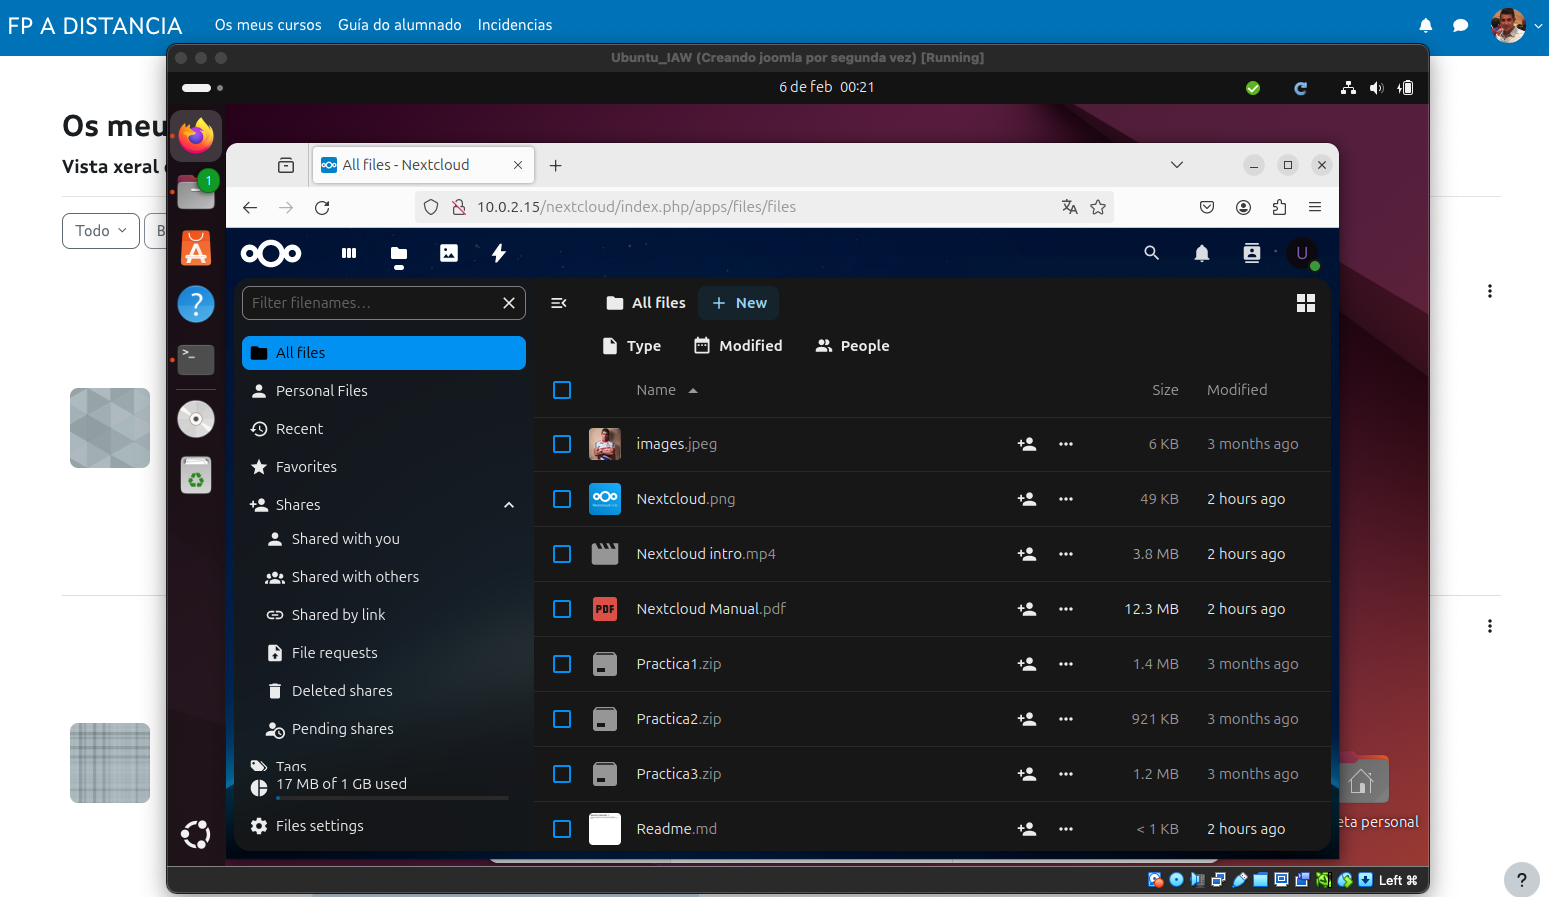 FP A DISTANCIA
Os meus cursos
Guía do alumnado
Incidencias
Ubuntu_IAW (Creando joomla por segunda vez) [Running]
6 de feb 00:21
Os meu
Vista xeral
Todo
B
1
All files - Nextcloud
10.0.2.15/nextcloud/index.php/apps/files/files
U
Filter filenames...
All files
New
Type
Modified
People
All files
Personal Files
Recent
Favorites
Shares
Shared with you
Shared with others
Shared by link
File requests
Deleted shares
Pending shares
Tags
17 MB of 1 GB used
Files settings
Name Size Modified
images.jpeg 6 KB 3 months ago
Nextcloud.png 49 KB 2 hours ago
Nextcloud intro.mp4 3.8 MB 2 hours ago
PDF Nextcloud Manual.pdf 12.3 MB 2 hours ago
Practica1.zip 1.4 MB 3 months ago
Practica2.zip 921 KB 3 months ago
Practica3.zip 1.2 MB 3 months ago
Readme.md < 1 KB 2 hours ago
eta personal
Left ⌘
?